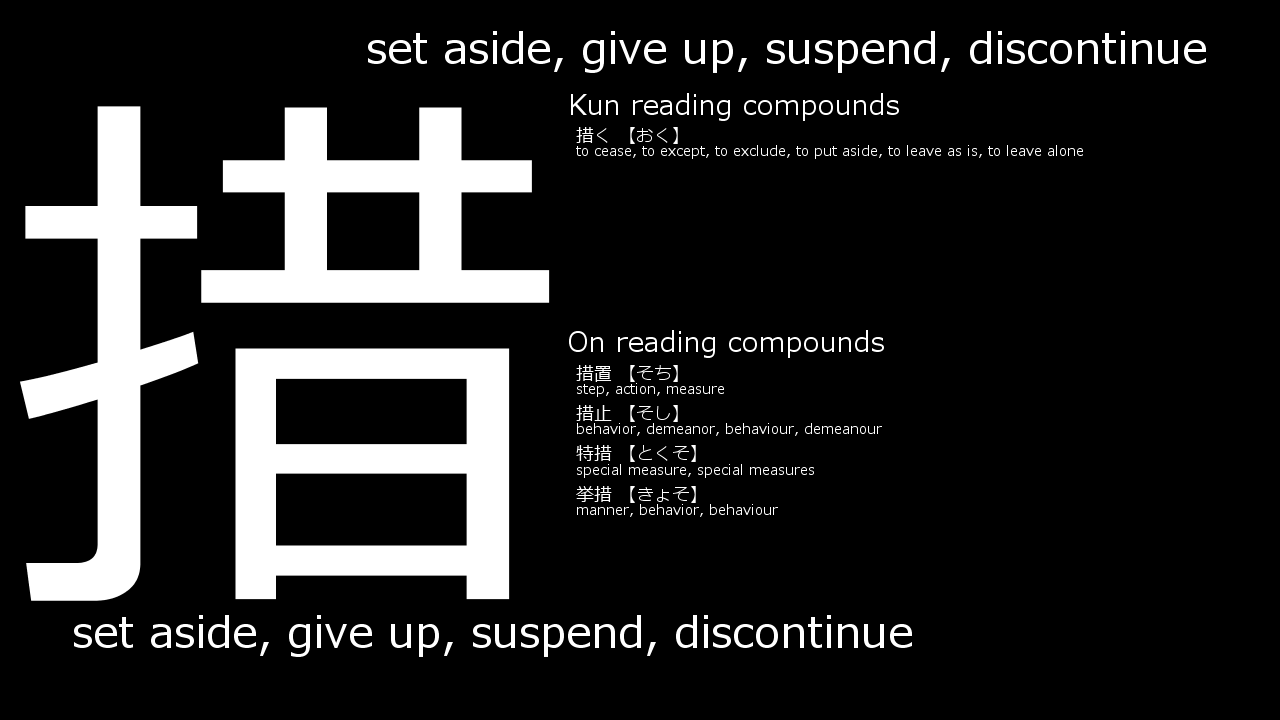 set aside, give up, suspend, discontinue
措
Kun reading compounds
措く 【おく】
to cease, to except, to exclude, to put aside, to leave as is, to leave alone
On reading compounds
措置 【そち】
step, action, measure
措止 【そし】
behavior, demeanor, behaviour, demeanour
特措 【とくそ】
special measure, special measures
挙措 【きょそ】
manner, behavior, behaviour
set aside, give up, suspend, discontinue